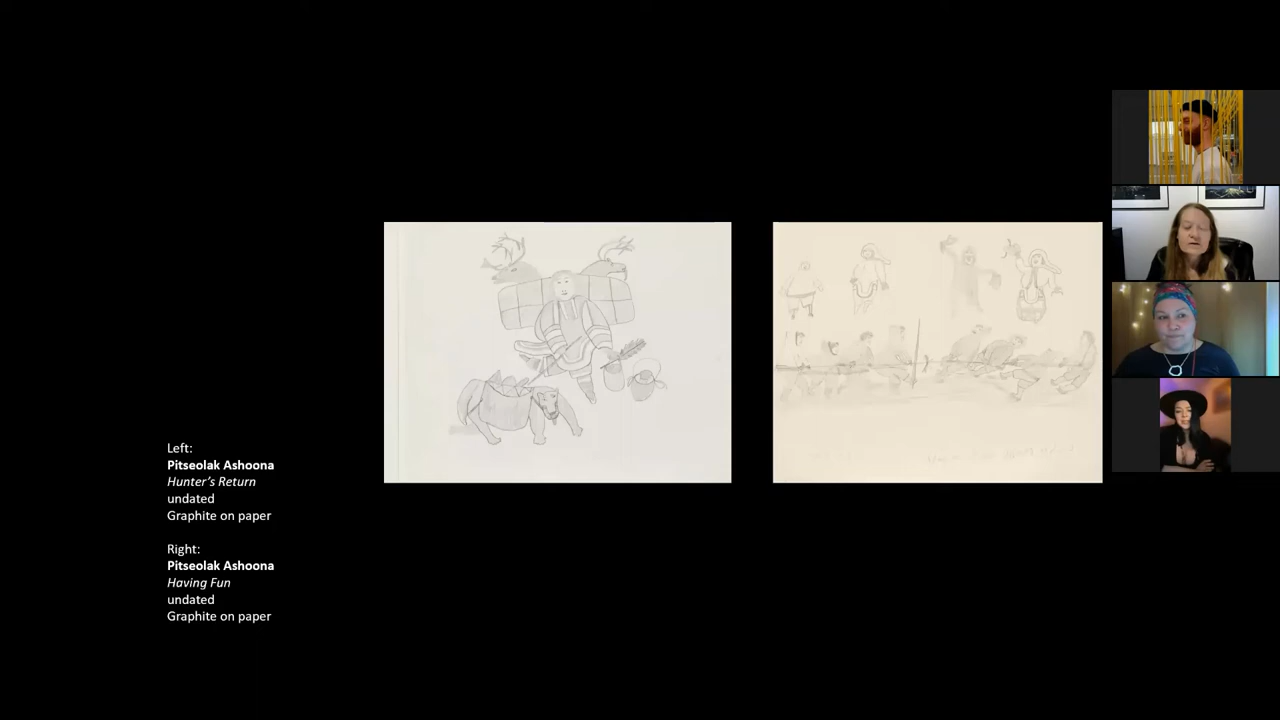 Left:
Pitseolak Ashoona
Hunter's Return
undated
Graphite on paper
Right:
Pitseolak Ashoona
Having Fun
undated
Graphite on paper